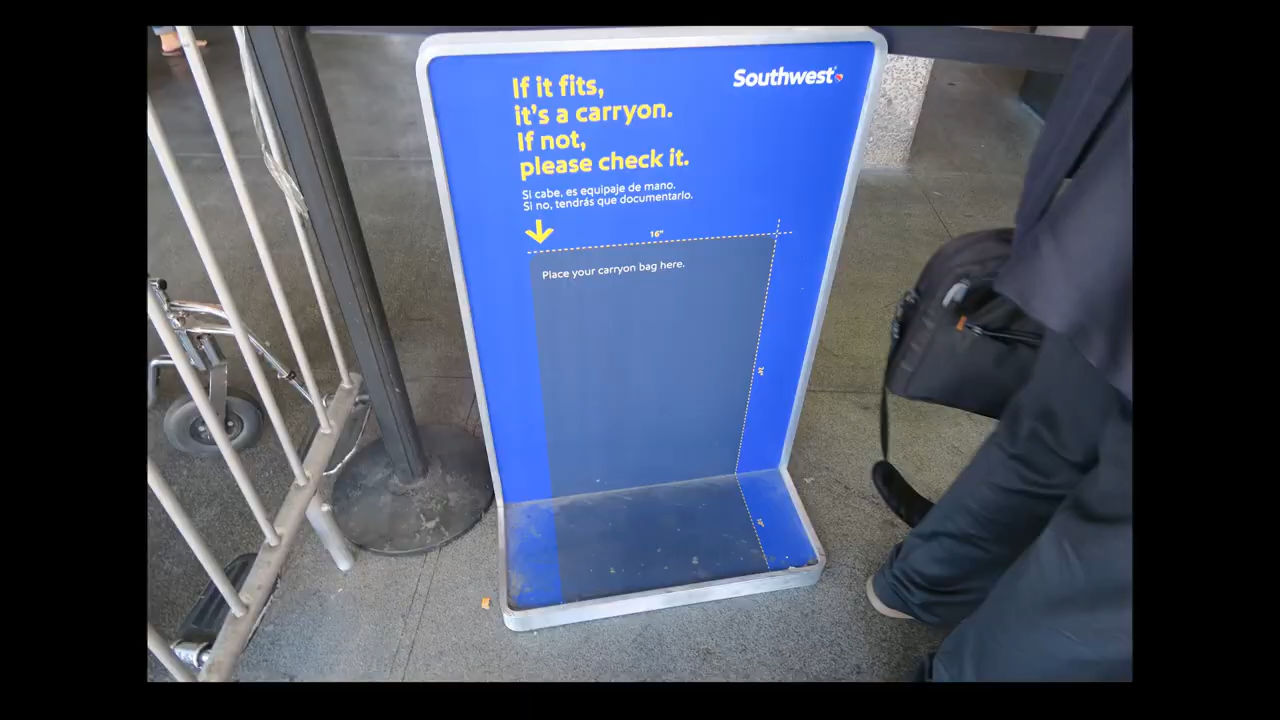 Southwest
If it fits,
it's a carryon.
If not,
please check it.
Si cabe, es equipaje de mano.
Si no, tendrás que documentarlo.
16"
Place your carryon bag here.